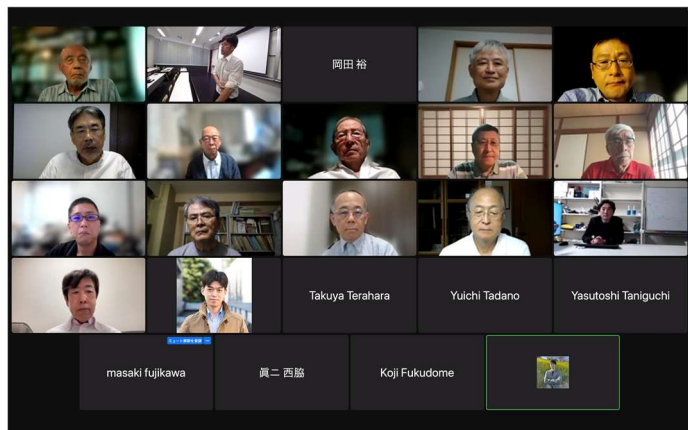 岡田 裕
Takuya Terahara
Yuichi Tadano
Yasutoshi Taniguchi
masaki fujikawa
眞二 西脇
Koji Fukudome